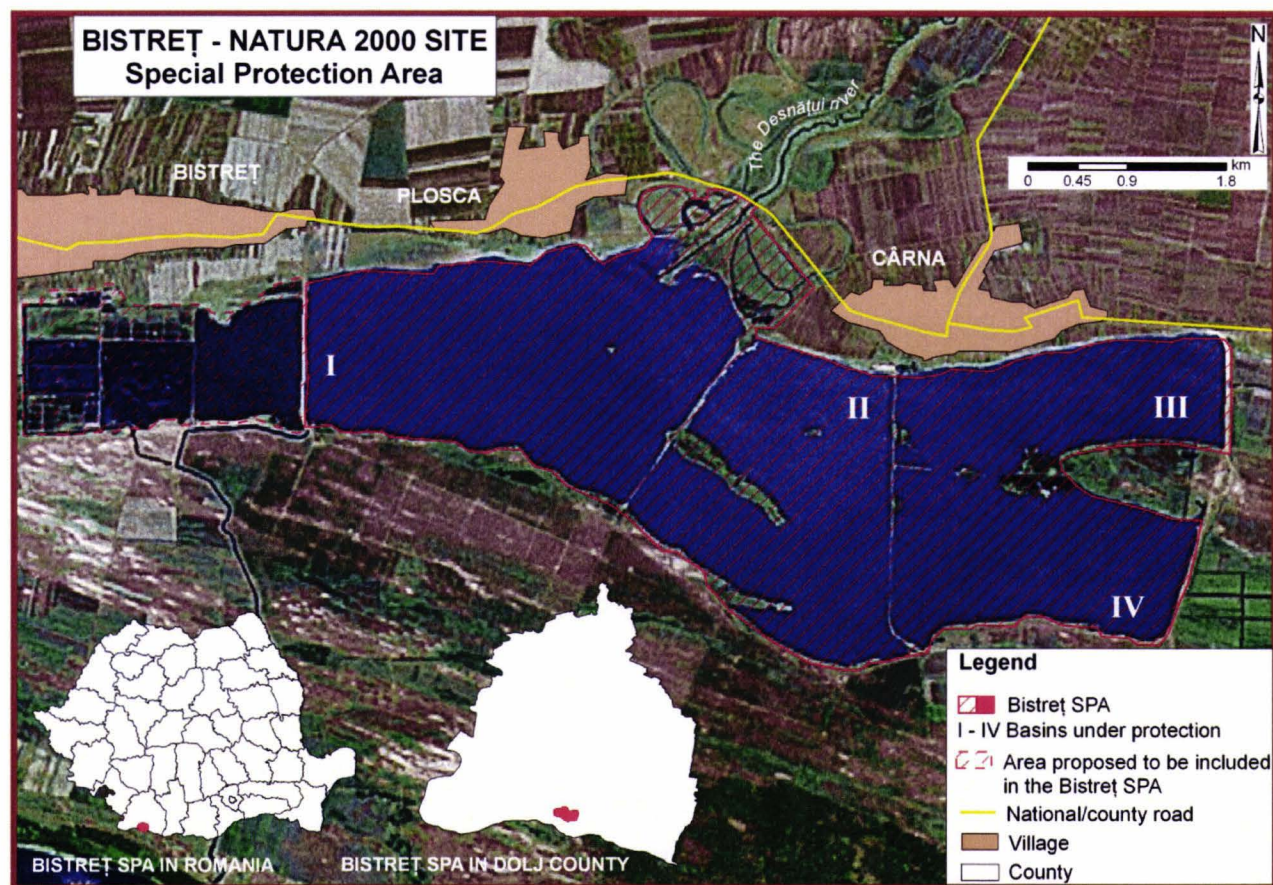 BISTREȚ - NATURA 2000 SITE
Special Protection Area
N
The Desnățul river
km
0 0.45 0.9 1.8
BISTREȚ
PLOSCA
CÂRNA
I
II
III
IV
Legend
Bistreț SPA
I - IV Basins under protection
Area proposed to be included
in the Bistreț SPA
National/county road
Village
County
BISTREȚ SPA IN ROMANIA
BISTREȚ SPA IN DOLJ COUNTY